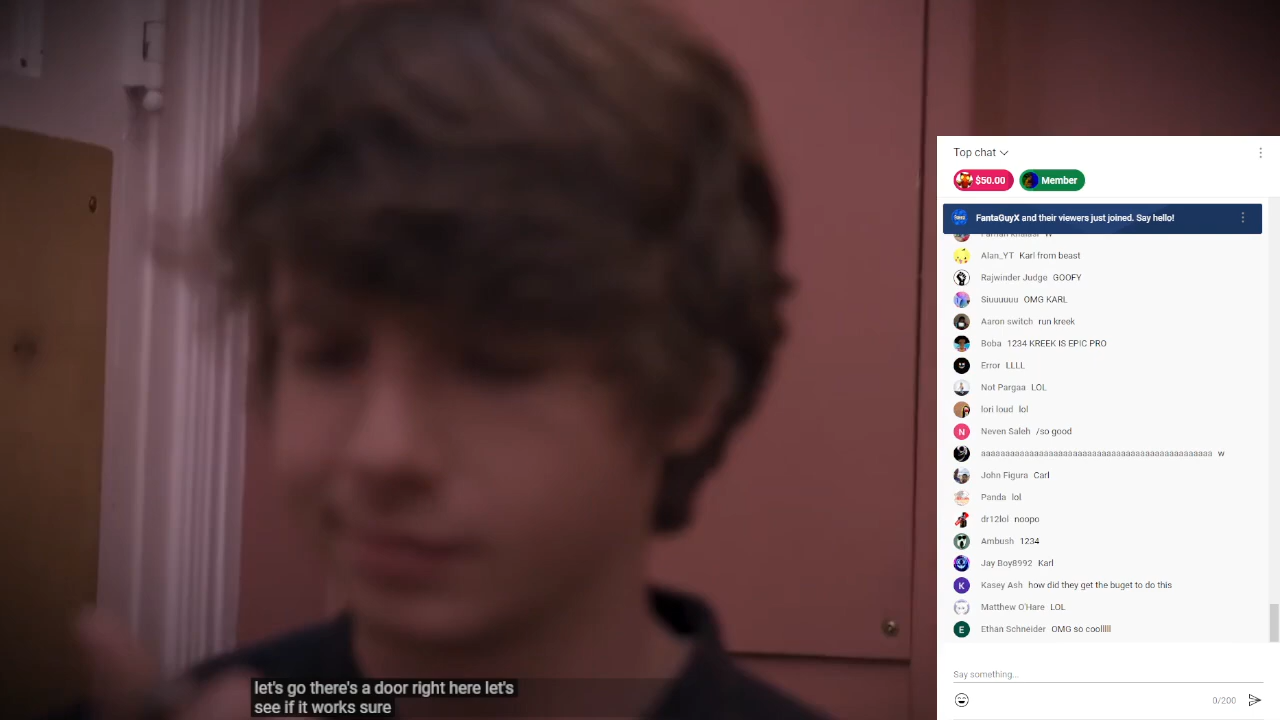 Top chat
$50.00
Member
FantaGuyX and their viewers just joined. Say hello!
Alan_YT Karl from beast
Rajwinder Judge GOOFY
Siuuuuuu OMG KARL
Aaron switch run kreek
Boba 1234 KREEK IS EPIC PRO
Error LLLL
Not Pargaa LOL
lori loud lol
N
Neven Saleh /so good
aaaaaaaaaaaaaaaaaaaaaaaaaaaaaaaaaaaaaaaaaaaaaaa w
John Figura Carl
Panda lol
dr12lol noopo
Ambush 1234
Jay Boy8992 Karl
K
Kasey Ash how did they get the buget to do this
Matthew O'Hare LOL
E
Ethan Schneider OMG so coolllll
Say something...
0/200
let's go there's a door right here let's
see if it works sure